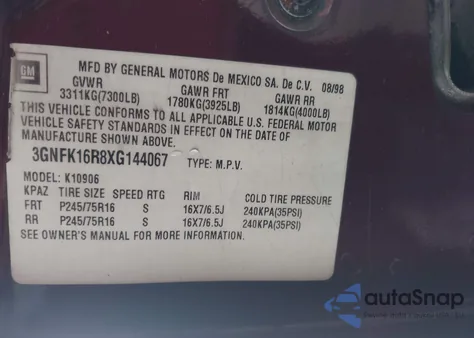 GM
MFD BY GENERAL MOTORS De MEXICO SA. De C.V. 08/98
GVWR GAWR FRT GAWR RR
3311KG(7300LB) 1780KG(3925LB) 1814KG(4000LB)
THIS VEHICLE CONFORMS TO ALL APPLICABLE U.S. FEDERAL MOTOR
VEHICLE SAFETY STANDARDS IN EFFECT ON THE DATE OF
MANUFACTURE SHOWN ABOVE.
3GNFK16R8XG144067 TYPE: M.P.V.
MODEL: K10906
KPAZ TIRE SIZE SPEED RTG RIM COLD TIRE PRESSURE
FRT P245/75R16 S 16X7/6.5J 240KPA(35PSI)
RR P245/75R16 S 16X7/6.5J 240KPA(35PSI)
SEE OWNER'S MANUAL FOR MORE INFORMATION.
autoSnap